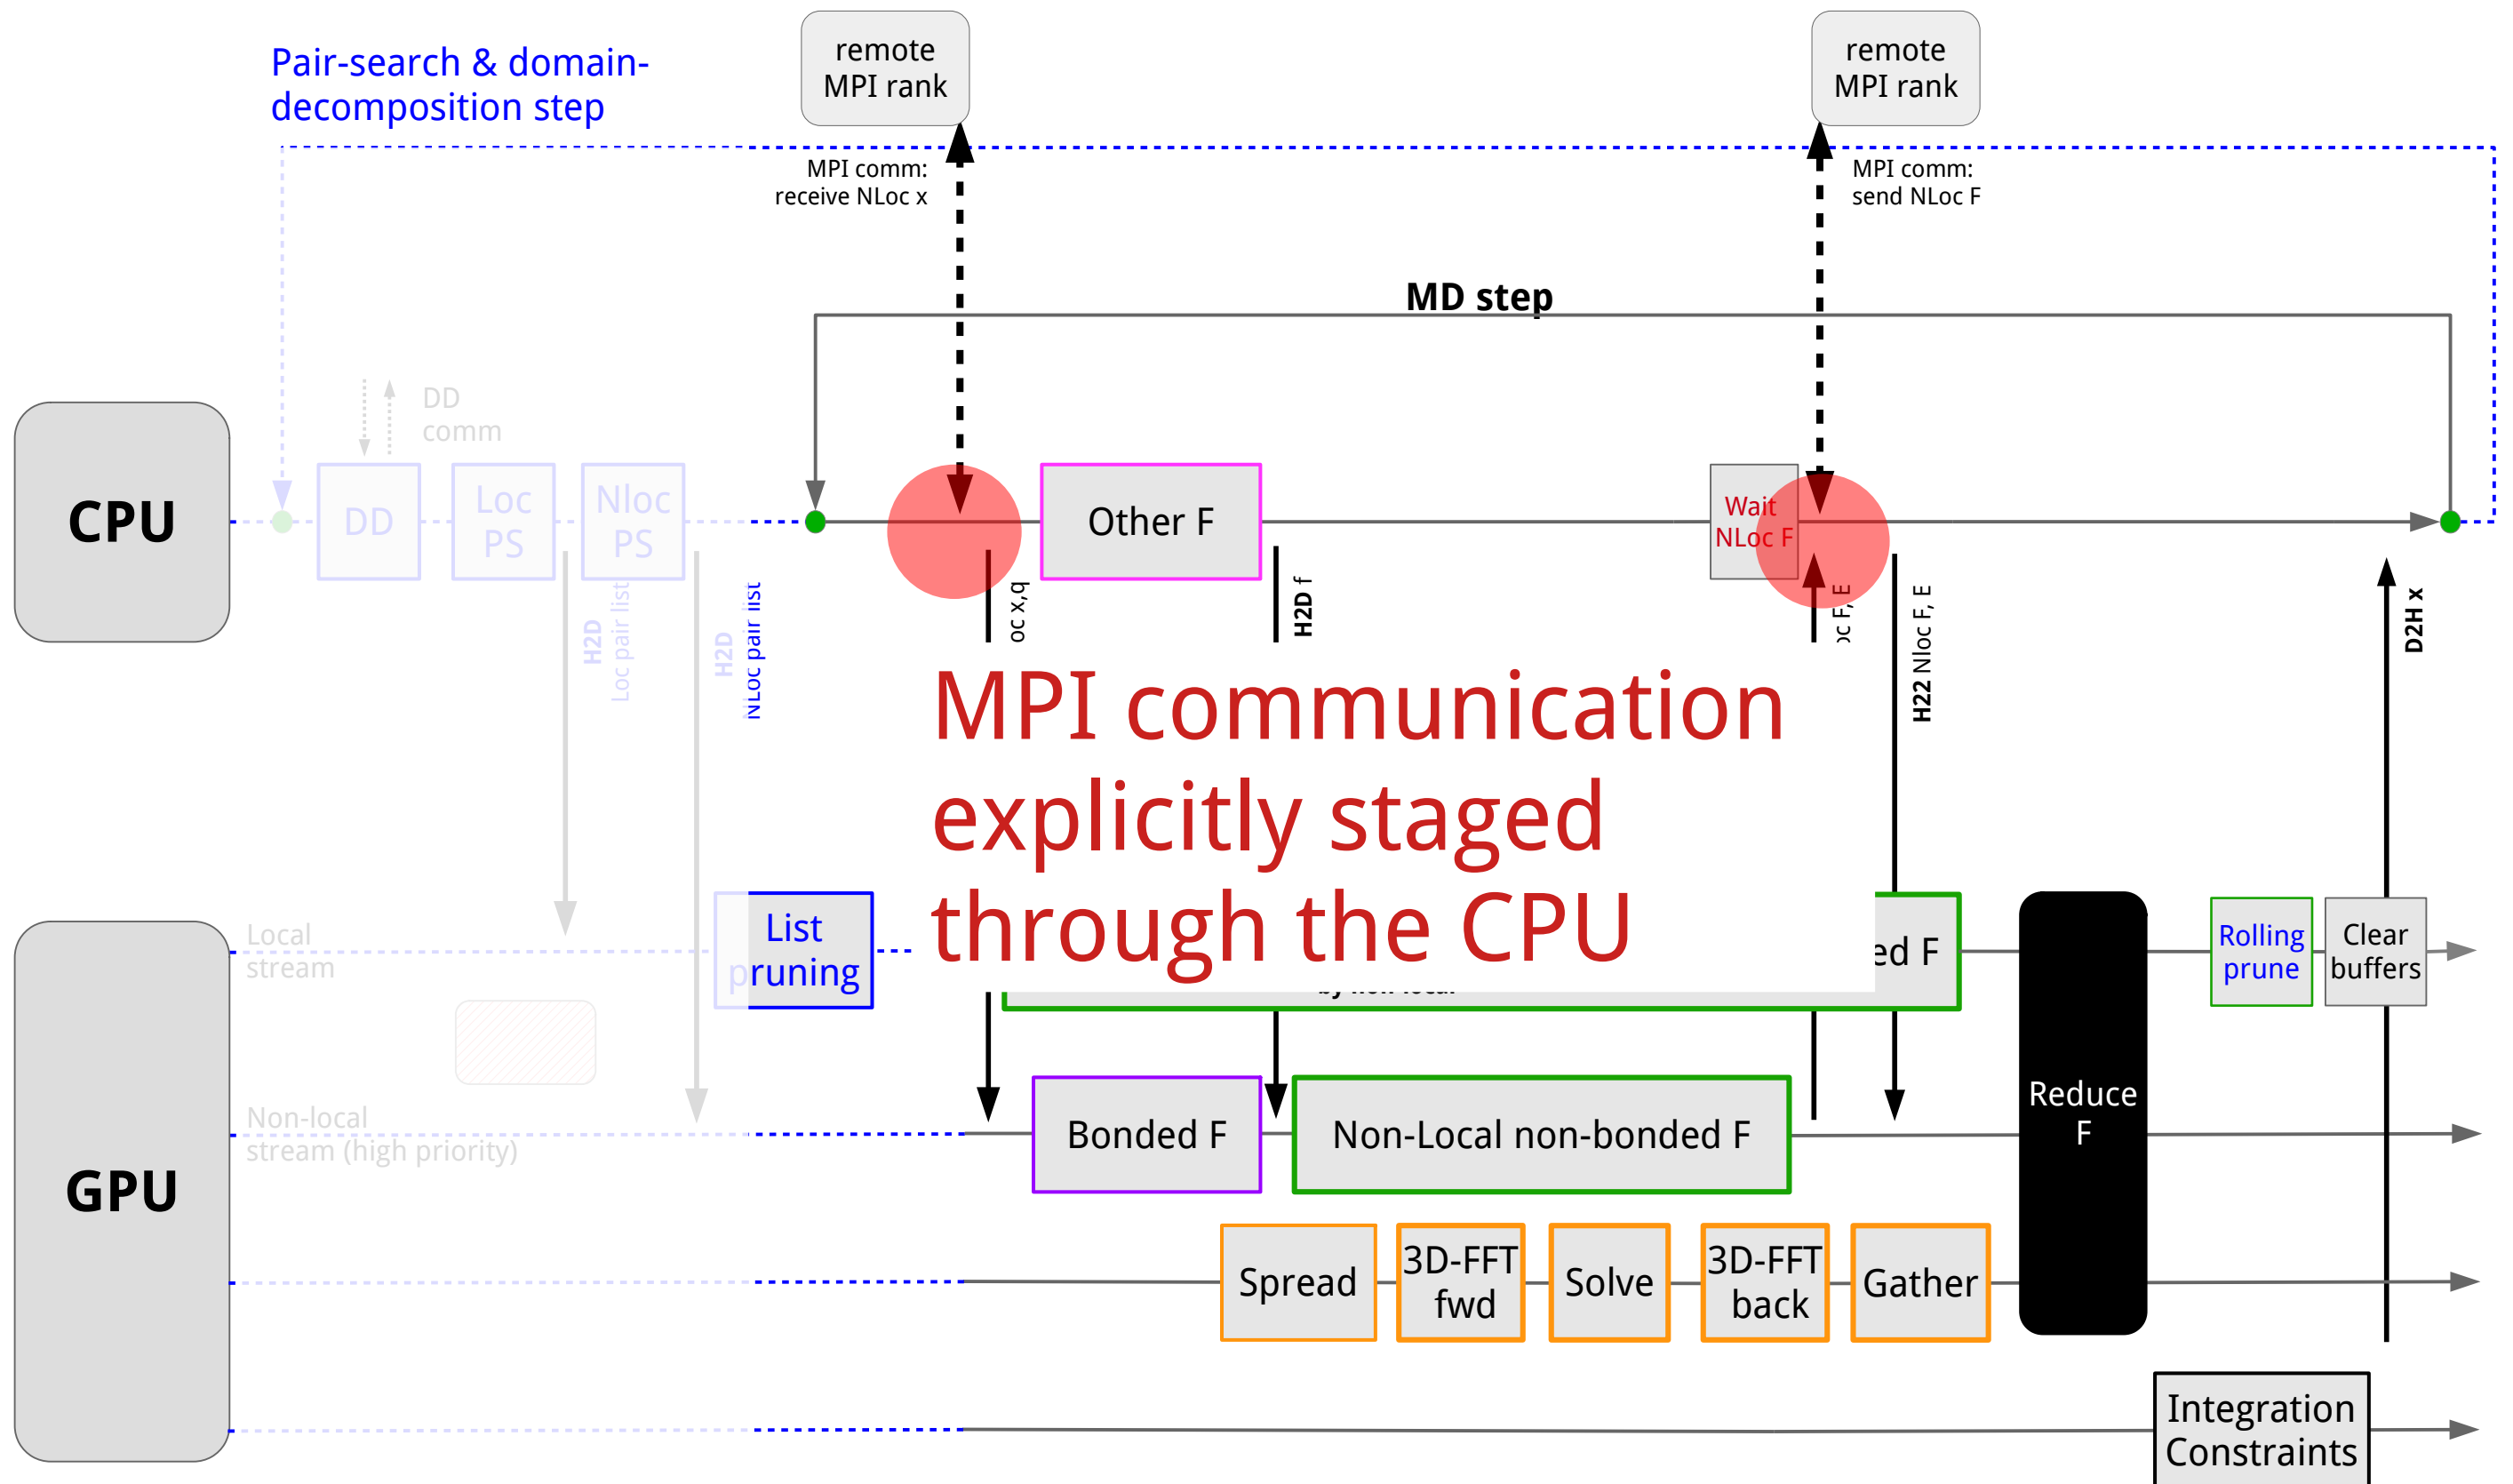 remote
MPI rank
remote
MPI rank
Pair-search & domain-
decomposition step
MPI comm:
receive NLoc x
MPI comm:
send NLoc F
MD step
DD
comm
CPU
DD
Loc
PS
Nloc
PS
Other F
Wait
NLoc F
H2D
Loc pair list
H2D
NLoc pair list
oc x,q
H2D f
oc F, E
H22 Nloc F, E
D2H x
MPI communication
explicitly staged
through the CPU
Local
stream
List
pruning
ed F
Rolling
prune
Clear
buffers
Non-local
stream (high priority)
Bonded F
Non-Local non-bonded F
Reduce
F
GPU
Spread
3D-FFT
fwd
Solve
3D-FFT
back
Gather
Integration
Constraints